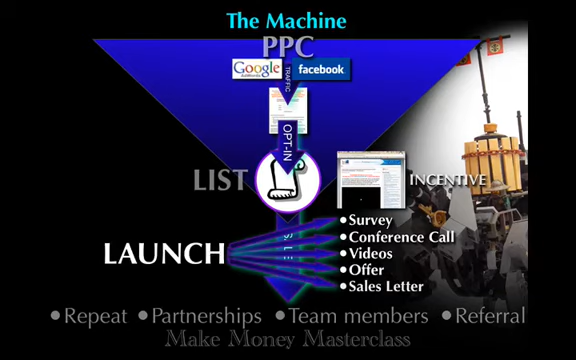 The Machine
PPC
Google
AdWords
facebook
TRAFFIC
OPT-IN
LIST
INCENTIVE
LAUNCH
• Survey
• Conference Call
• Videos
• Offer
• Sales Letter
• Repeat • Partnerships • Team members • Referral
Make Money Masterclass